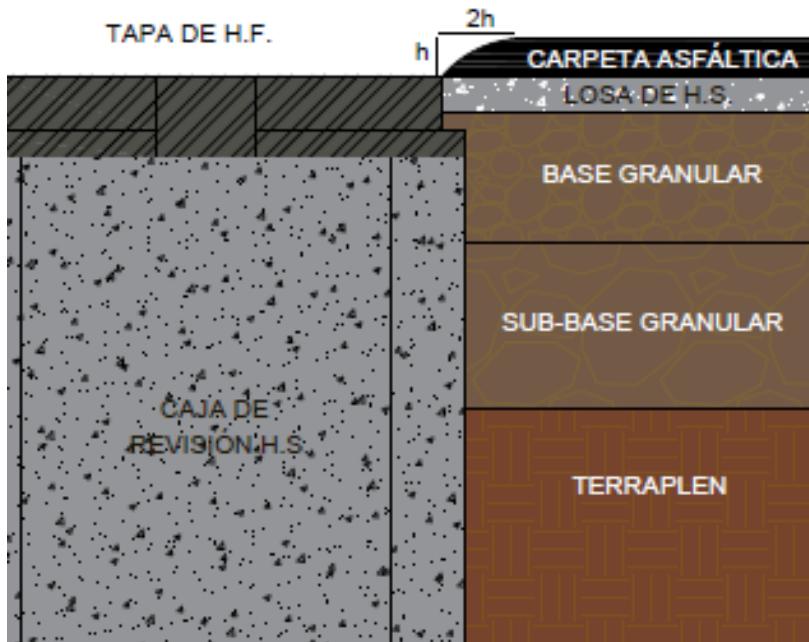 TAPA DE H.F.
2h
h
CARPETA ASFÁLTICA
LOSA DE H.S.
BASE GRANULAR
SUB-BASE GRANULAR
CAJA DE
REVISIÓN H.S.
TERRAPLEN